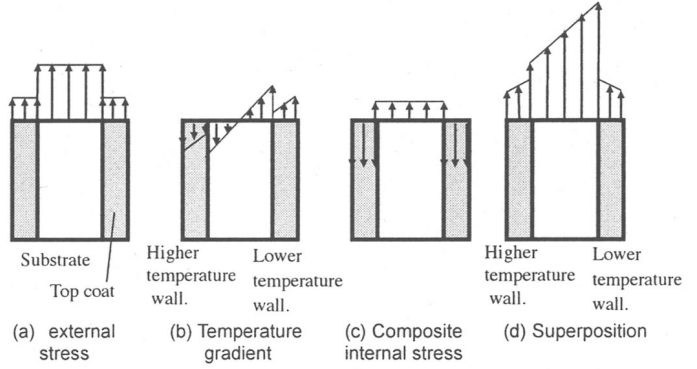 Substrate
Top coat
(a) external
stress
Higher
temperature
wall.
Lower
temperature
wall.
(b) Temperature
gradient
(c) Composite
internal stress
Higher
temperature
wall.
Lower
temperature
wall.
(d) Superposition